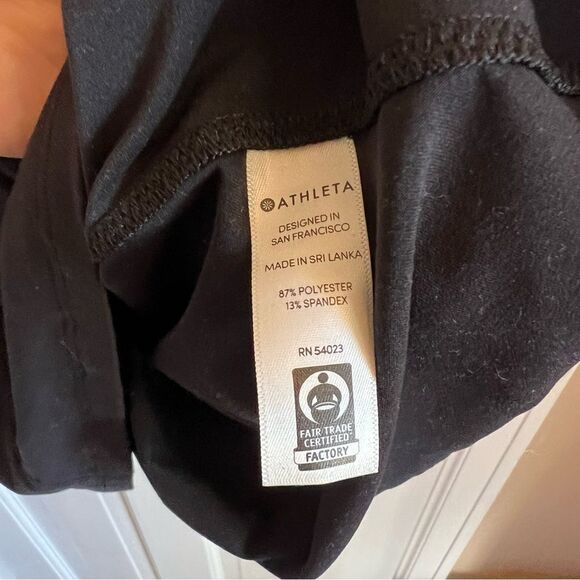 ATHLETA
DESIGNED IN
SAN FRANCISCO
MADE IN SRI LANKA
87% POLYESTER
13% SPANDEX
RN 54023
FAIR TRADE
CERTIFIED
FACTORY